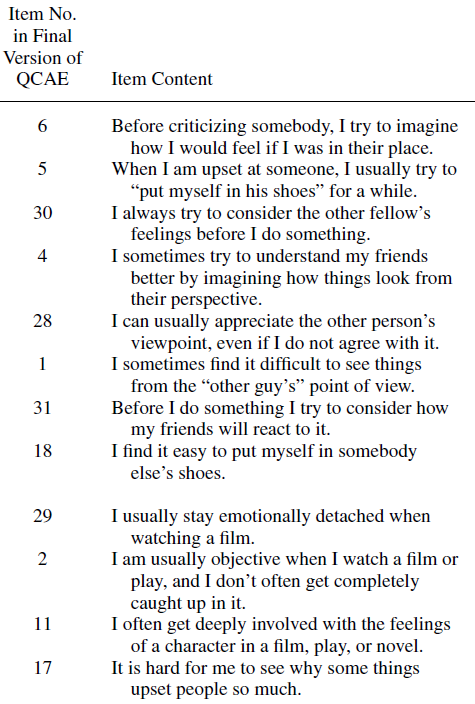 Item No.
in Final
Version of
QCAE Item Content
6 Before criticizing somebody, I try to imagine
how I would feel if I was in their place.
5 When I am upset at someone, I usually try to
“put myself in his shoes” for a while.
30 I always try to consider the other fellow’s
feelings before I do something.
4 I sometimes try to understand my friends
better by imagining how things look from
their perspective.
28 I can usually appreciate the other person’s
viewpoint, even if I do not agree with it.
1 I sometimes find it difficult to see things
from the “other guy’s” point of view.
31 Before I do something I try to consider how
my friends will react to it.
18 I find it easy to put myself in somebody
else’s shoes.
29 I usually stay emotionally detached when
watching a film.
2 I am usually objective when I watch a film or
play, and I don’t often get completely
caught up in it.
11 I often get deeply involved with the feelings
of a character in a film, play, or novel.
17 It is hard for me to see why some things
upset people so much.